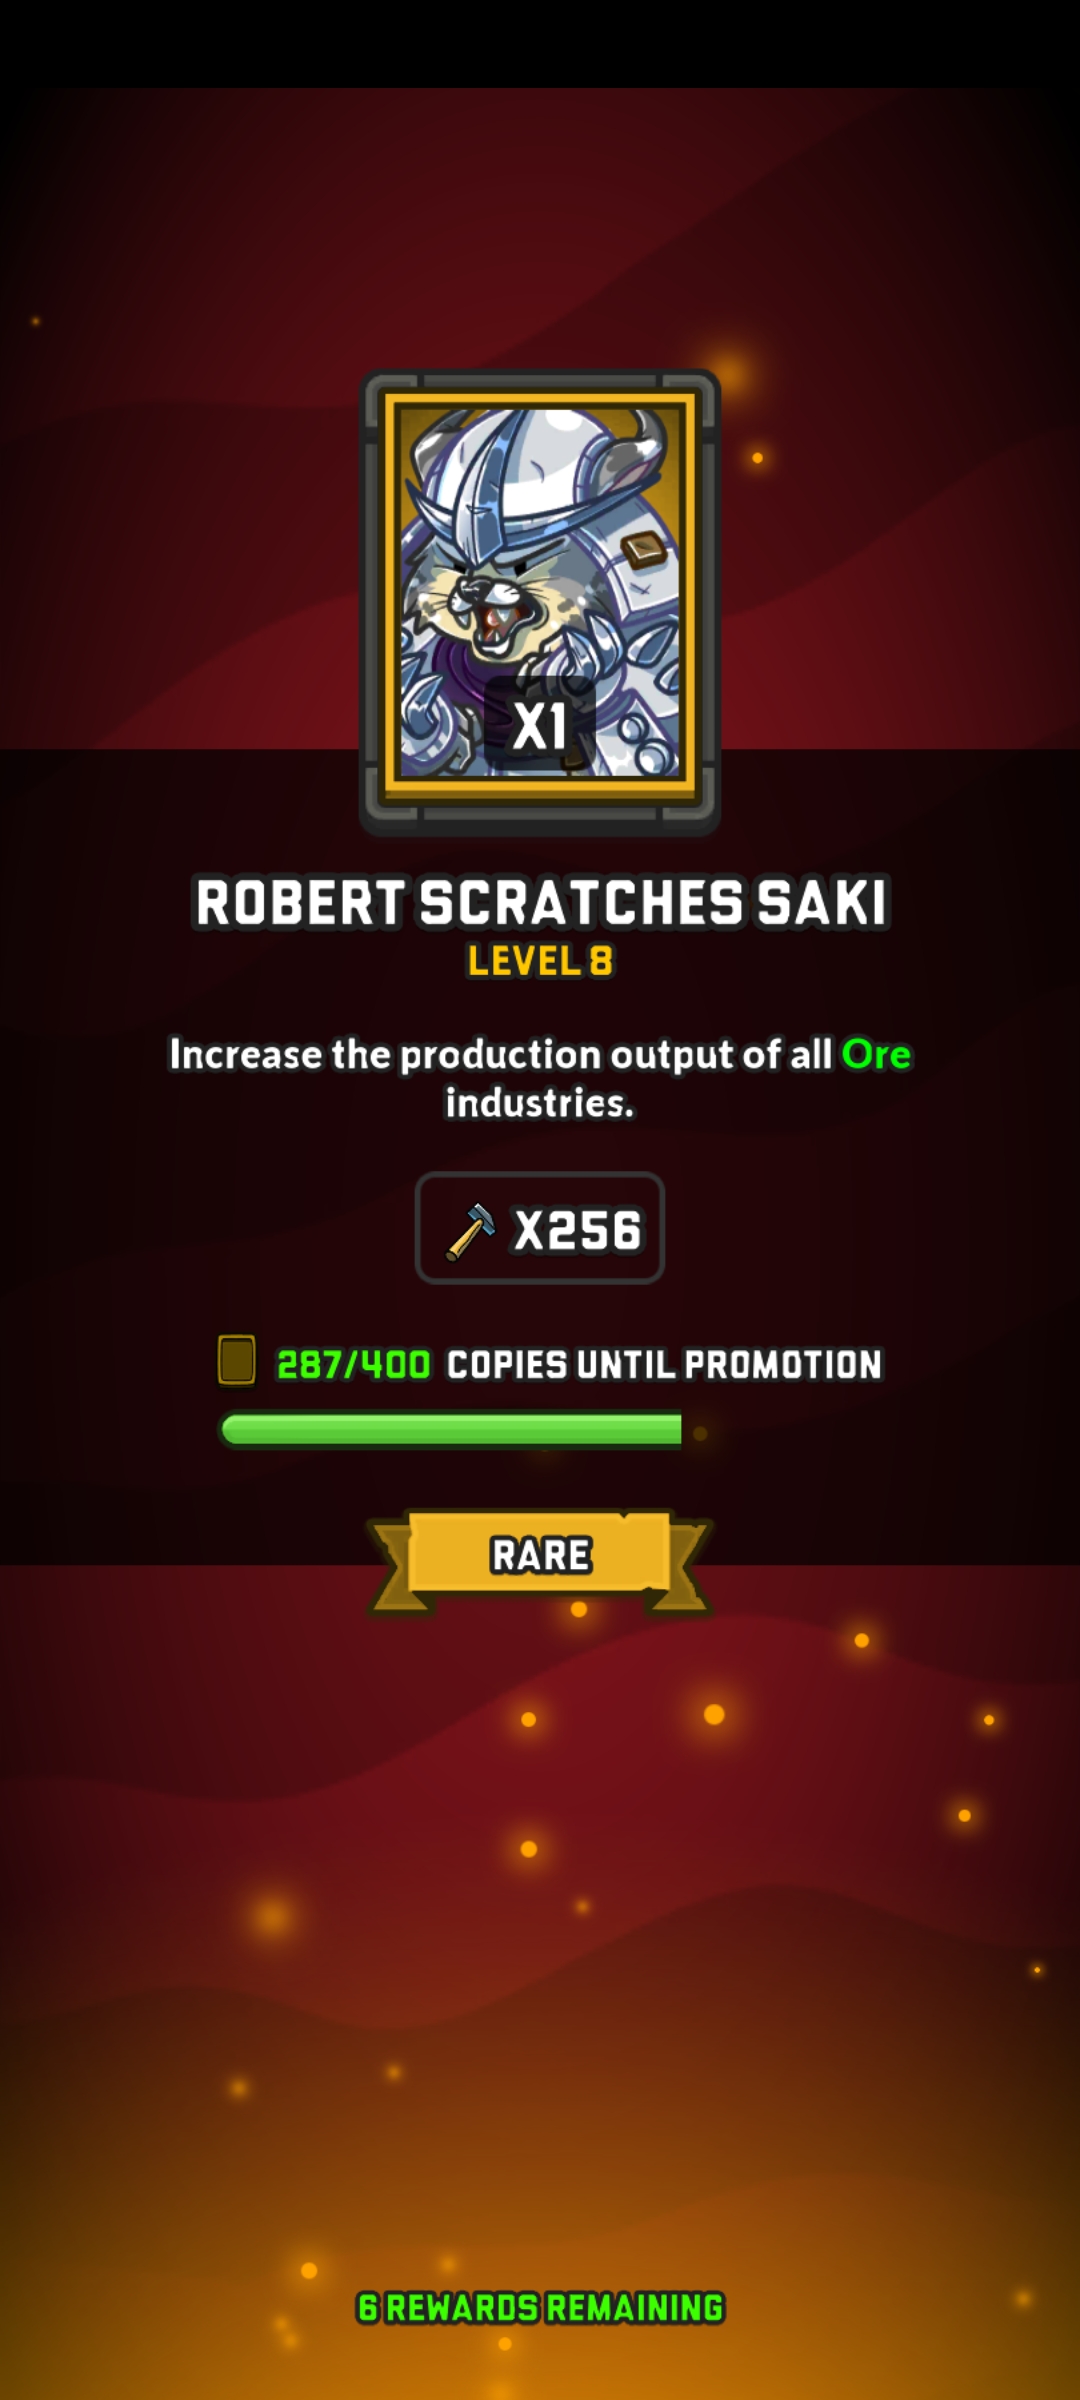 X1
ROBERT SCRATCHES SAKI
LEVEL 8
Increase the production output of all Ore
industries.
X256
287/400 COPIES UNTIL PROMOTION
RARE
6 REWARDS REMAINING